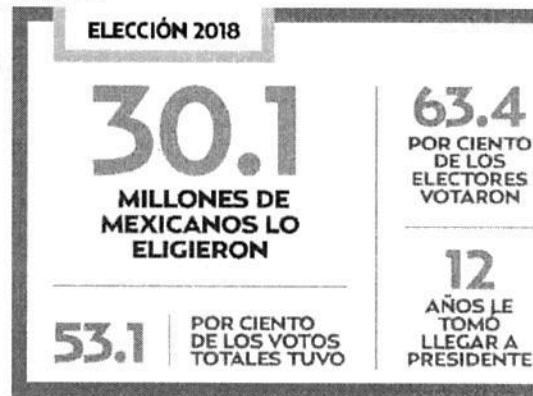 ELECCIÓN 2018
30.1
MILLONES DE
MEXICANOS LO
ELIGIERON
53.1
POR CIENTO
DE LOS VOTOS
TOTALES TUVO
63.4
POR CIENTO
DE LOS
ELECTORES
VOTARON
12
AÑOS LE
TOMÓ
LLEGAR A
PRESIDENTE